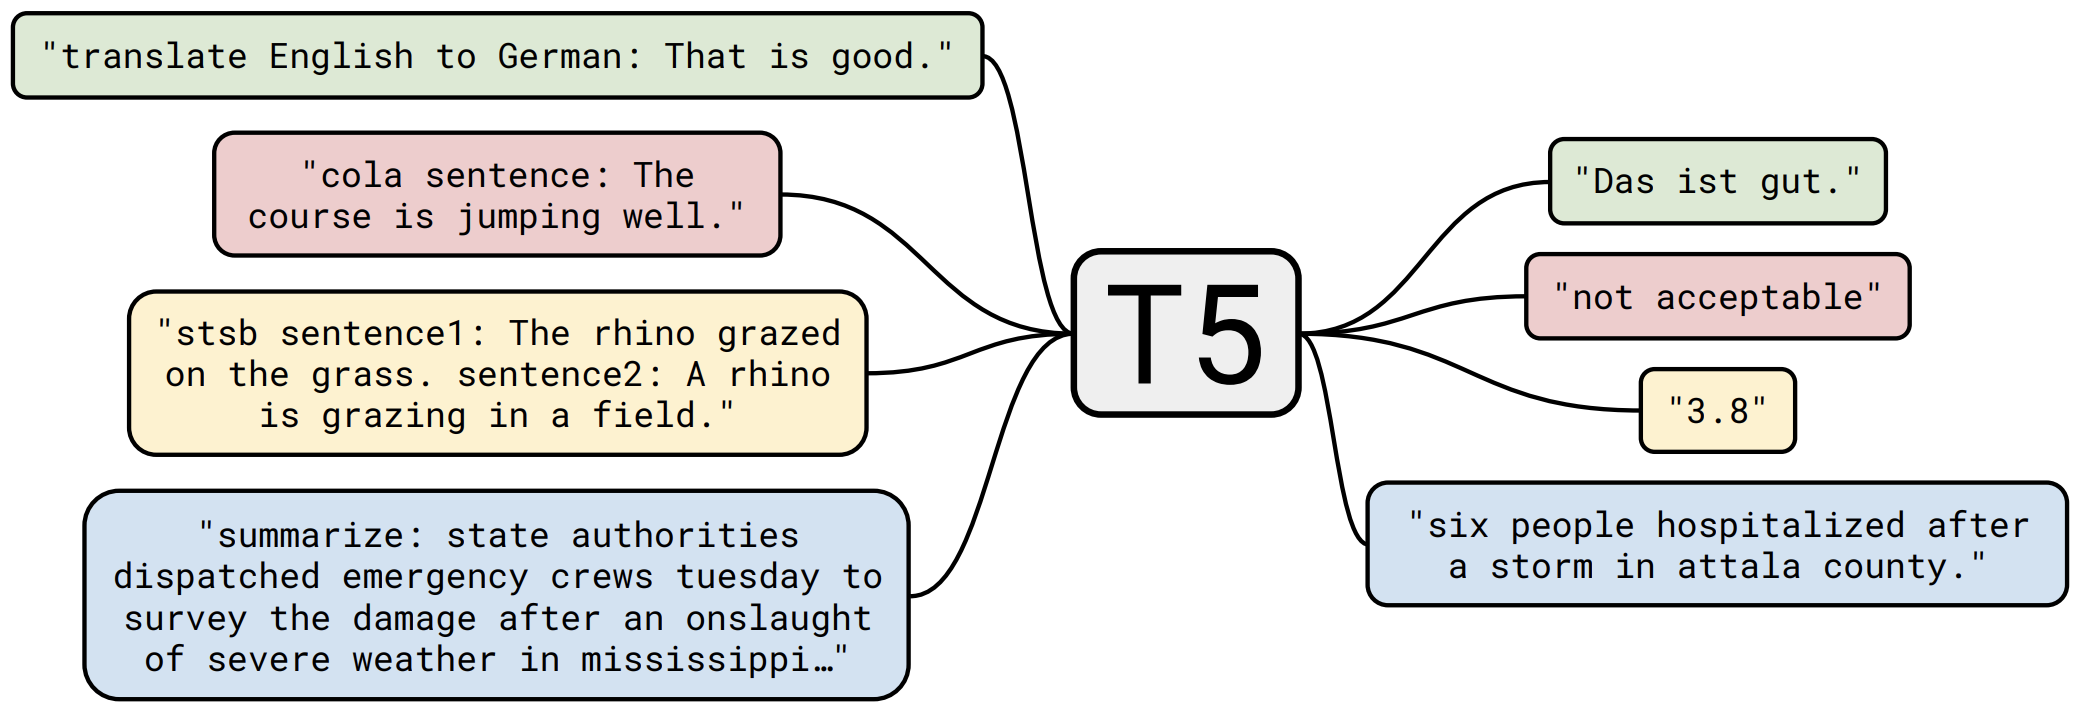 "translate English to German: That is good."
"cola sentence: The
course is jumping well."
"stsb sentence1: The rhino grazed
on the grass. sentence2: A rhino
is grazing in a field."
"summarize: state authorities
dispatched emergency crews tuesday to
survey the damage after an onslaught
of severe weather in mississippi…"
T5
"Das ist gut."
"not acceptable"
"3.8"
"six people hospitalized after
a storm in attala county."